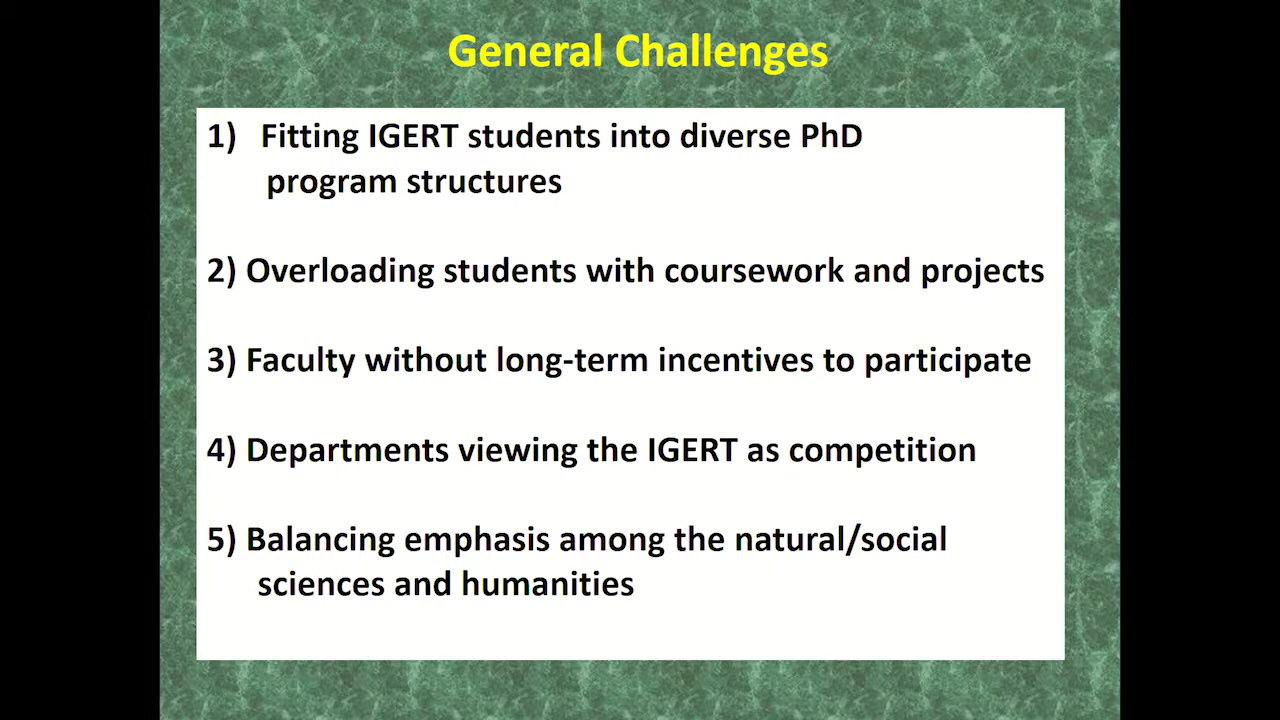 General Challenges
1) Fitting IGERT students into diverse PhD
program structures
2) Overloading students with coursework and projects
3) Faculty without long-term incentives to participate
4) Departments viewing the IGERT as competition
5) Balancing emphasis among the natural/social
sciences and humanities